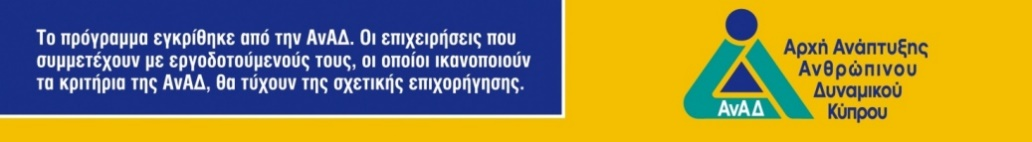 Το πρόγραμμα εγκρίθηκε από την ΑνΑΔ. Οι επιχειρήσεις που
συμμετέχουν με εργοδοτούμενούς τους, οι οποίοι ικανοποιούν
τα κριτήρια της ΑνΑΔ, θα τύχουν της σχετικής επιχορήγησης.
ΑνΑΔ
Αρχή Ανάπτυξης
Ανθρώπινου
Δυναμικού
Κύπρου